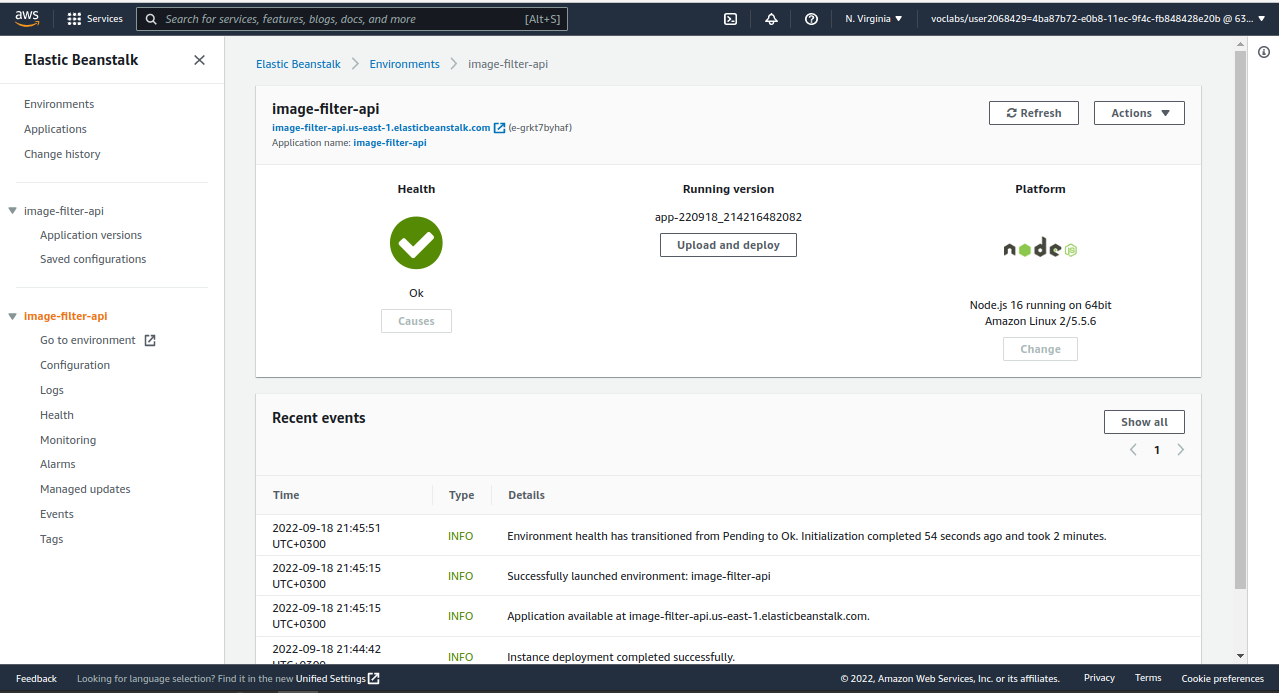 aws
Services
Search for services, features, blogs, docs, and more
[Alt+S]
N. Virginia
voclabs/user2068429=4ba87b72-e0b8-11ec-9f4c-fb848428e20b @ 63...
Elastic Beanstalk
Environments
Applications
Change history
image-filter-api
Application versions
Saved configurations
image-filter-api
Go to environment
Configuration
Logs
Health
Monitoring
Alarms
Managed updates
Events
Tags
Elastic Beanstalk
Environments
image-filter-api
image-filter-api
image-filter-api.us-east-1.elasticbeanstalk.com (e-grkt7byhaf)
Application name: image-filter-api
Refresh
Actions
Health
Ok
Causes
Running version
app-220918_214216482082
Upload and deploy
Platform
node
JS
Node.js 16 running on 64bit
Amazon Linux 2/5.5.6
Change
Recent events
Show all
1
Time Type Details
2022-09-18 21:45:51
UTC+0300
INFO
Environment health has transitioned from Pending to Ok. Initialization completed 54 seconds ago and took 2 minutes.
2022-09-18 21:45:15
UTC+0300
INFO
Successfully launched environment: image-filter-api
2022-09-18 21:45:15
UTC+0300
INFO
Application available at image-filter-api.us-east-1.elasticbeanstalk.com.
2022-09-18 21:44:42
UTC+0300
INFO
Instance deployment completed successfully.
Feedback
Looking for language selection? Find it in the new Unified Settings
© 2022, Amazon Web Services, Inc. or its affiliates.
Privacy
Terms
Cookie preferences